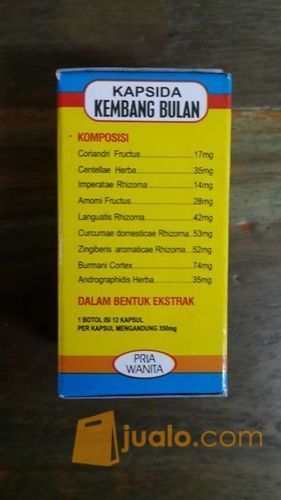 KAPSIDA
KEMBANG BULAN
KOMPOSISI
Coriandri Fructus....................17mg
Centellae Herba.....................35mg
Imperatae Rhizoma................14mg
Amomi Fructus.......................28mg
Languatis Rhizoma.................42mg
Curcumae domesticae Rizoma..53mg
Zingiberis aromaticae Rizoma...52mg
Burmani Cortex......................74mg
Andrographidis Herba.............35mg
DALAM BENTUK EKSTRAK
1 BOTOL ISI 12 KAPSUL
PER KAPSUL MENGANDUNG 350mg
PRIA
WANITA
jualo.com